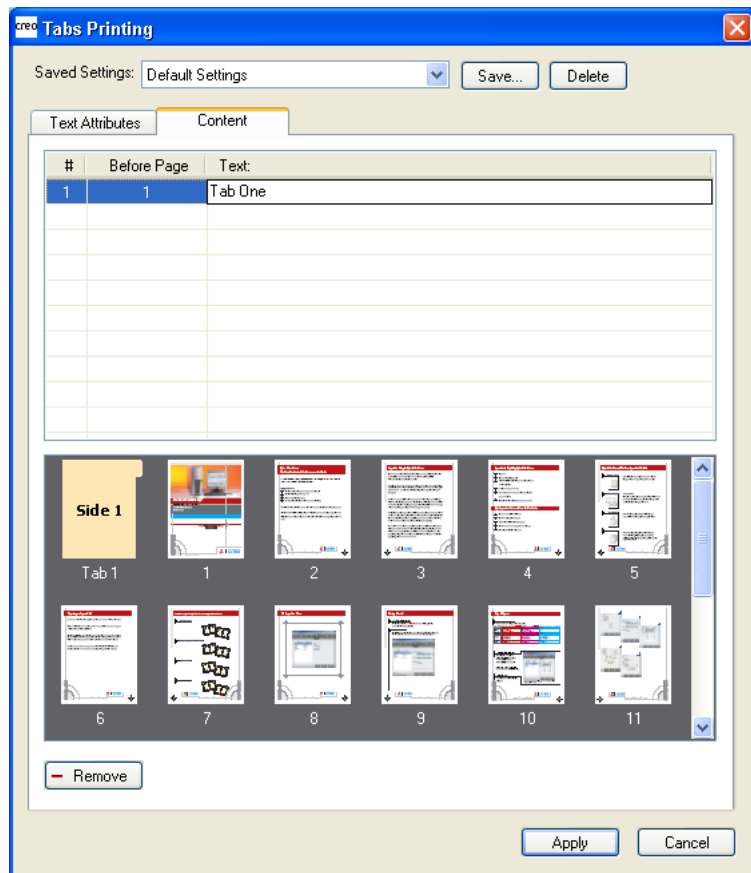 creo Tabs Printing
Saved Settings: Default Settings Save... Delete
Text Attributes Content
# Before Page Text:
1 1 Tab One
Side 1
Tab 1 1 2 3 4 5
6 7 8 9 10 11
Remove
Apply Cancel